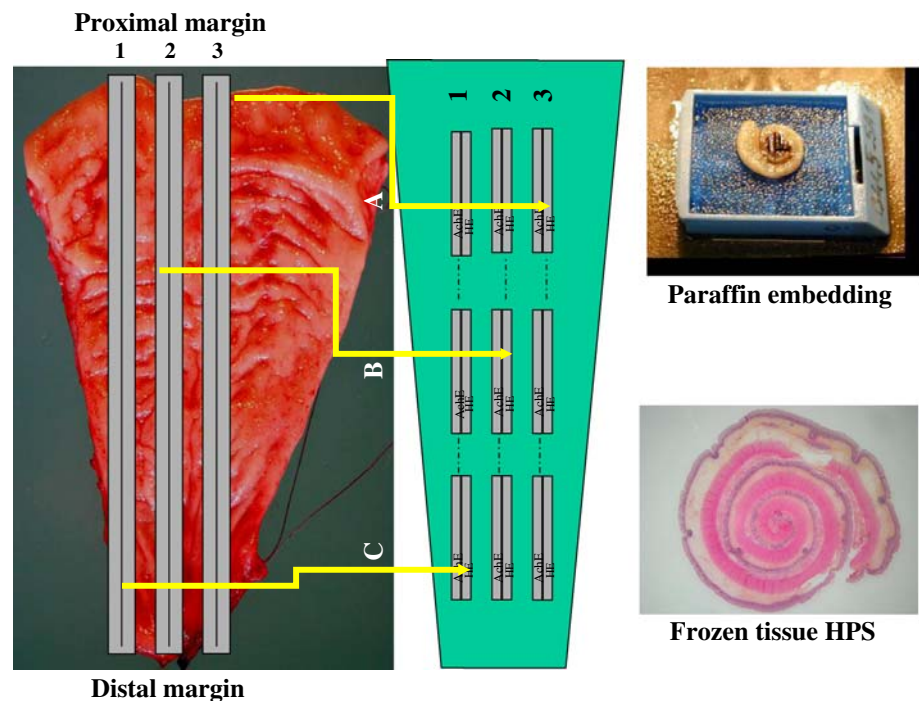 Proximal margin
1 2 3
1 2 3
A
AchE HE AchE HE AchE HE
B
AchE HE AchE HE AchE HE
C
AchE HE AchE HE AchE HE
Distal margin
Paraffin embedding
Frozen tissue HPS